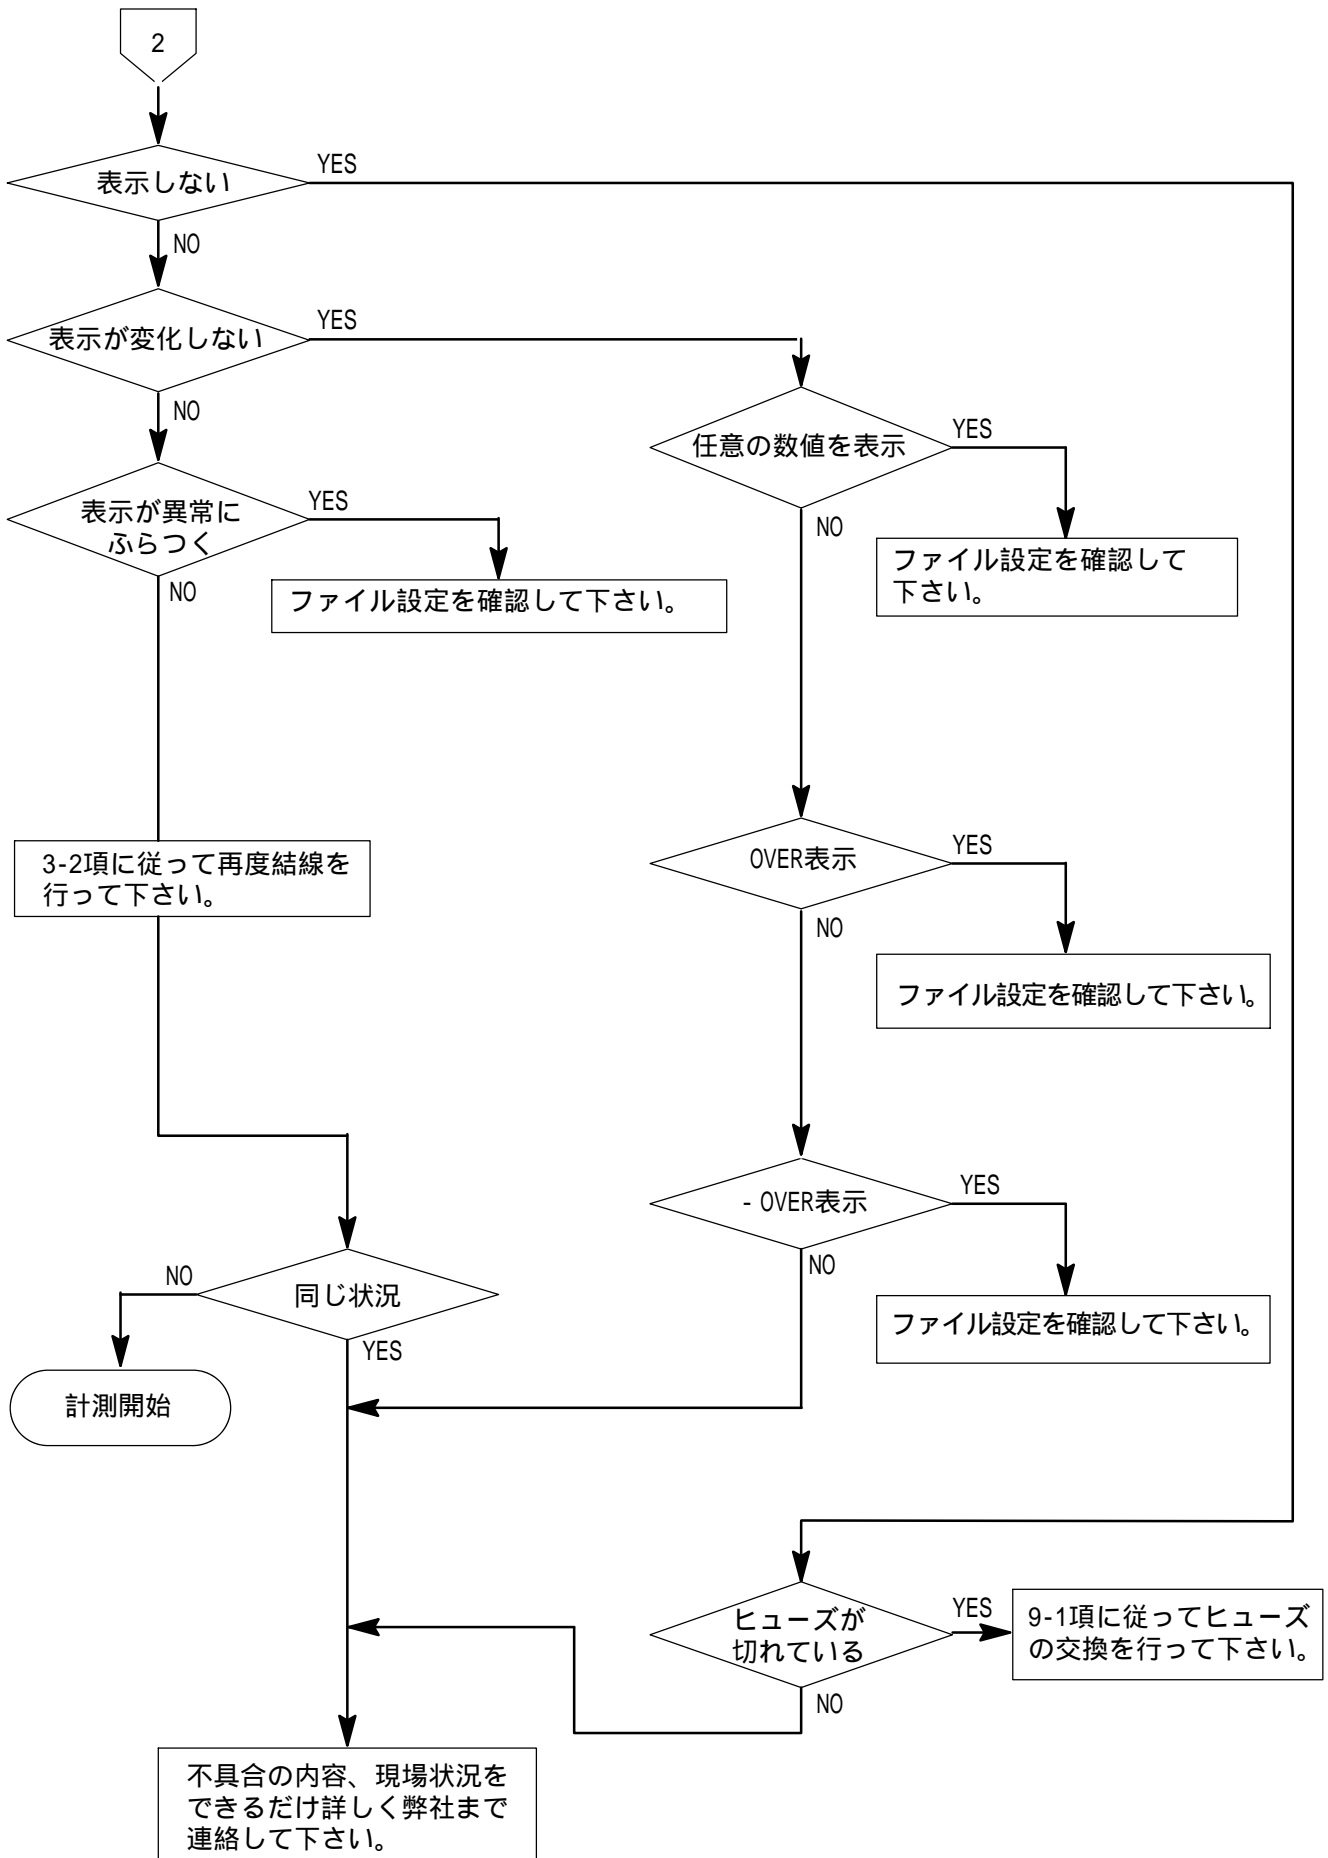 2
表示しない
YES
NO
表示が変化しない
YES
NO
表示が異常に
ふらつく
YES
NO
ファイル設定を確認して下さい。
任意の数値を表示
YES
NO
ファイル設定を確認して
下さい。
3-2項に従って再度結線を
行って下さい。
OVER表示
YES
NO
ファイル設定を確認して下さい。
- OVER表示
YES
NO
ファイル設定を確認して下さい。
同じ状況
NO
YES
計測開始
ヒューズが
切れている
YES
NO
9-1項に従ってヒューズ
の交換を行って下さい。
不具合の内容、現場状況を
できるだけ詳しく弊社まで
連絡して下さい。